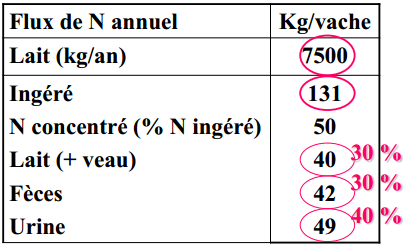 Flux de N annuel Kg/vache
Lait (kg/an) 7500
Ingéré 131
N concentré (% N ingéré) 50
Lait (+ veau) 40 30 %
Fèces 42 30 %
Urine 49 40 %